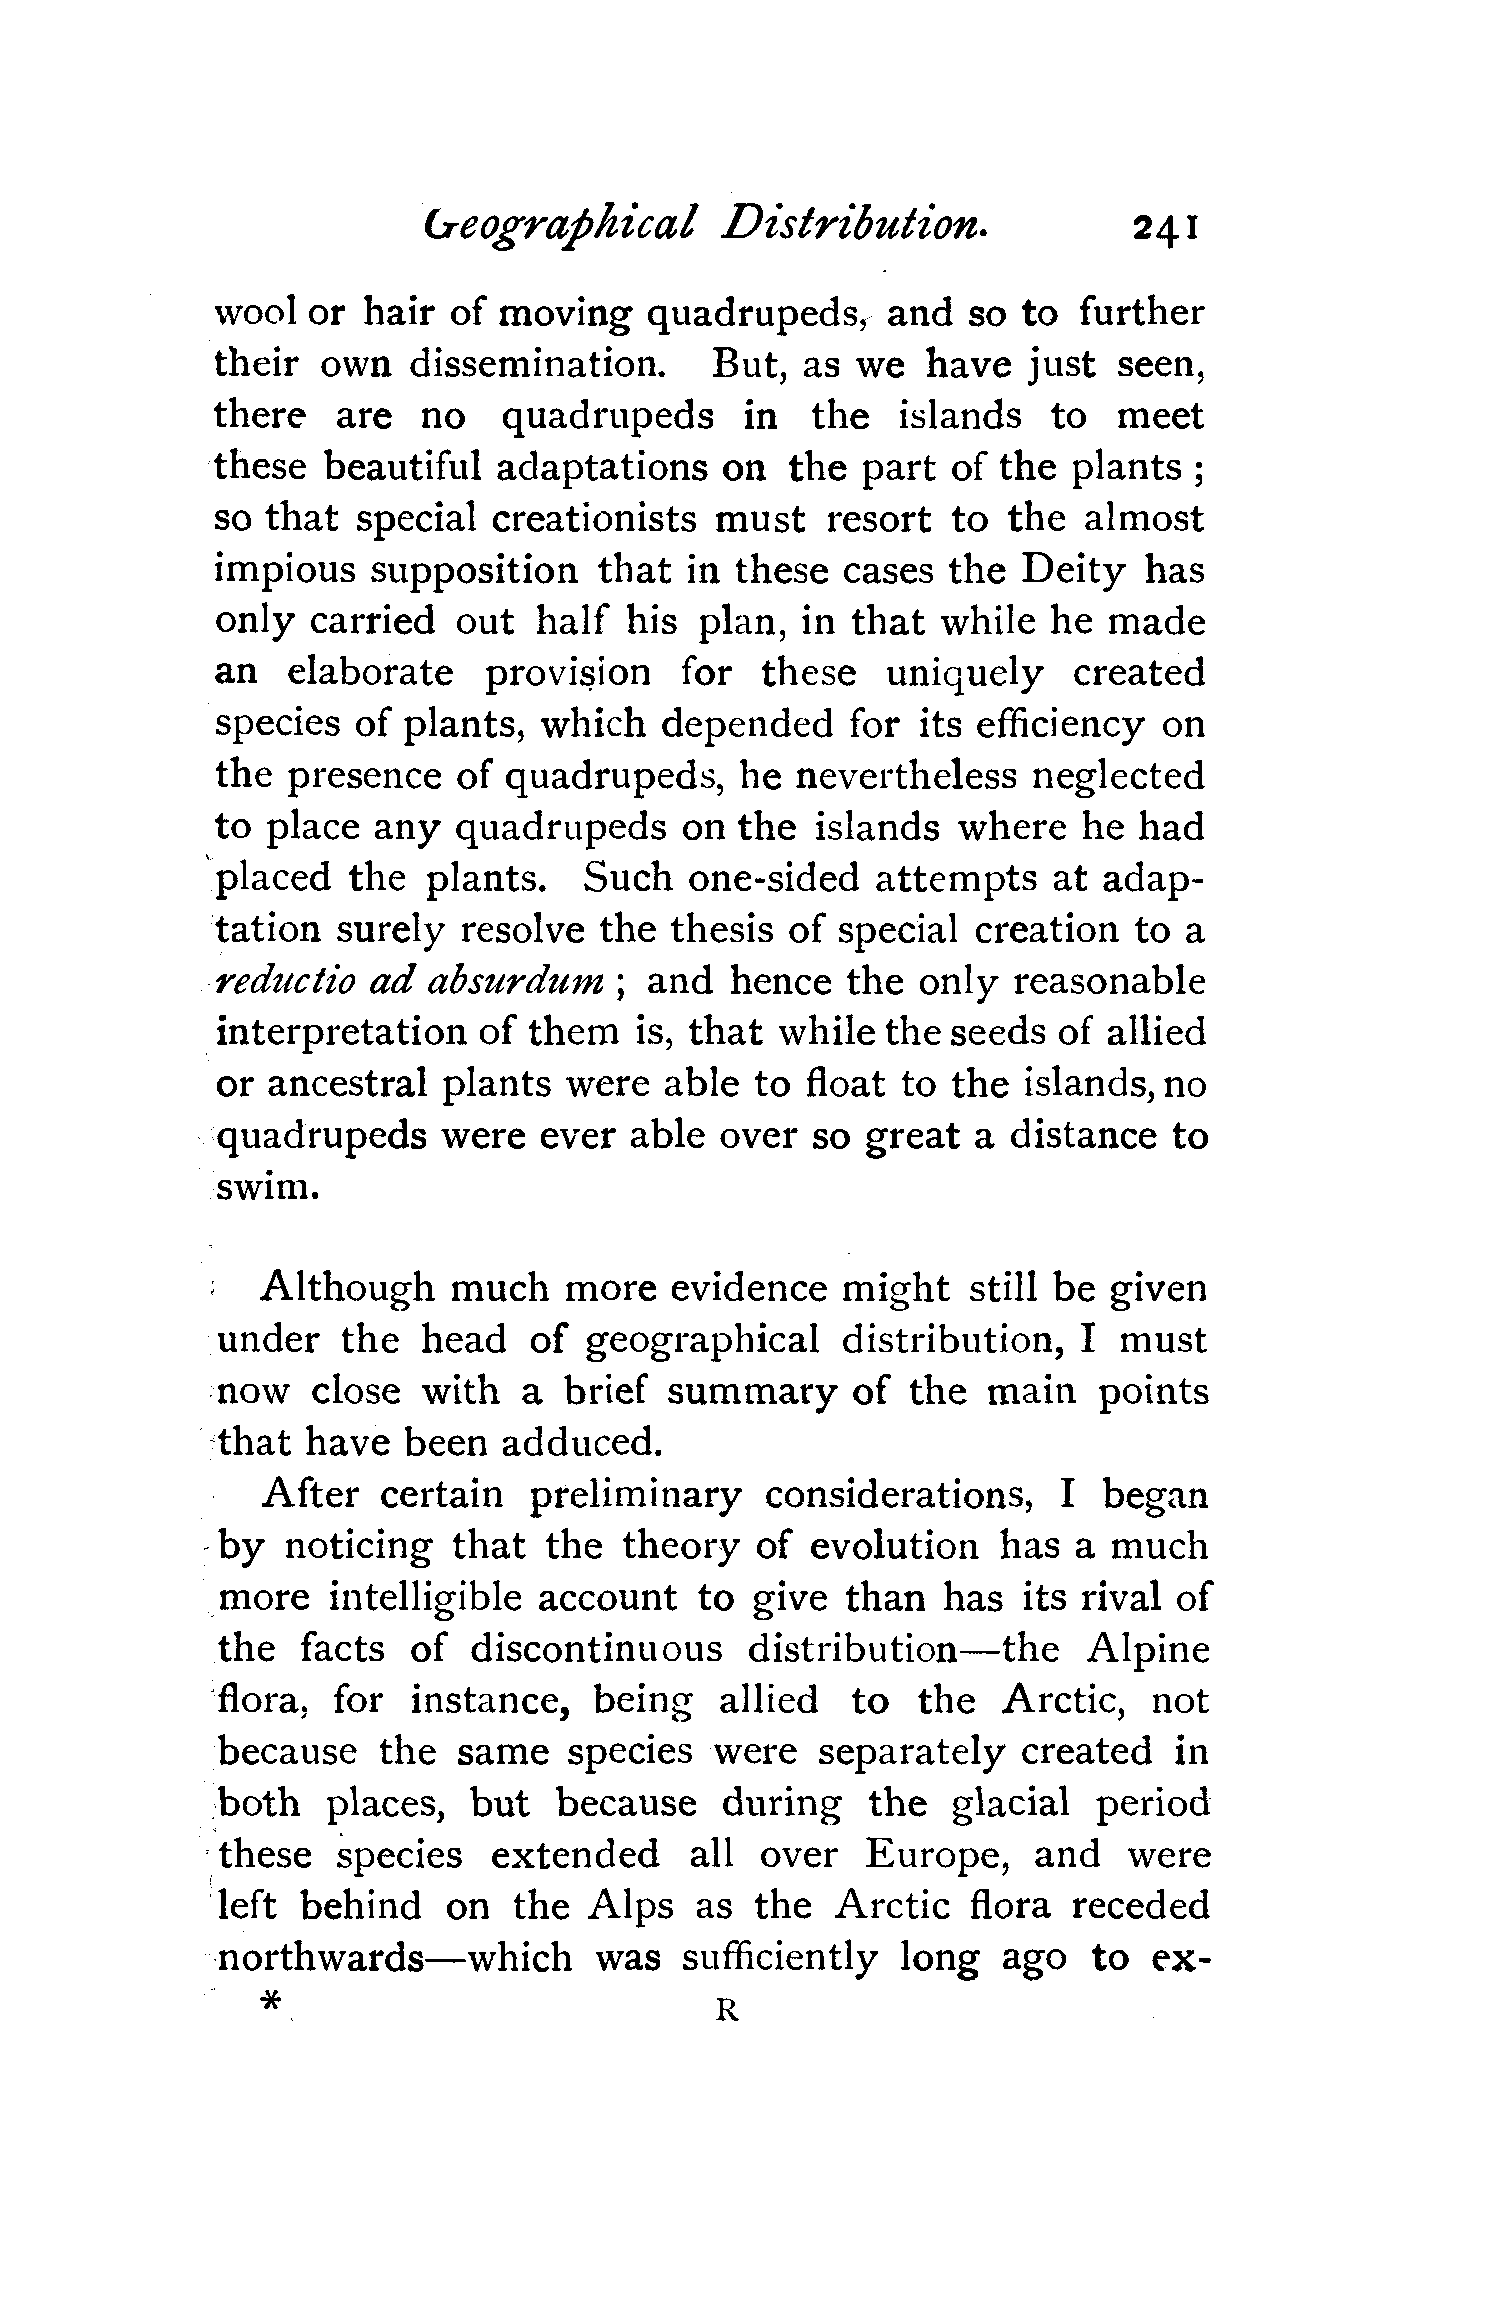 Geographical Distribution. 241
wool or hair of moving quadrupeds, and so to further
their own dissemination. But, as we have just seen,
there are no quadrupeds in the islands to meet
these beautiful adaptations on the part of the plants ;
so that special creationists must resort to the almost
impious supposition that in these cases the Deity has
only carried out half his plan, in that while he made
an elaborate provision for these uniquely created
species of plants, which depended for its efficiency on
the presence of quadrupeds, he nevertheless neglected
to place any quadrupeds on the islands where he had
placed the plants. Such one-sided attempts at adap-
tation surely resolve the thesis of special creation to a
reductio ad absurdum ; and hence the only reasonable
interpretation of them is, that while the seeds of allied
or ancestral plants were able to float to the islands, no
quadrupeds were ever able over so great a distance to
swim.
Although much more evidence might still be given
under the head of geographical distribution, I must
now close with a brief summary of the main points
that have been adduced.
After certain preliminary considerations, I began
by noticing that the theory of evolution has a much
more intelligible account to give than has its rival of
the facts of discontinuous distribution—the Alpine
flora, for instance, being allied to the Arctic, not
because the same species were separately created in
both places, but because during the glacial period
these species extended all over Europe, and were
left behind on the Alps as the Arctic flora receded
northwards—which was sufficiently long ago to ex-
* R